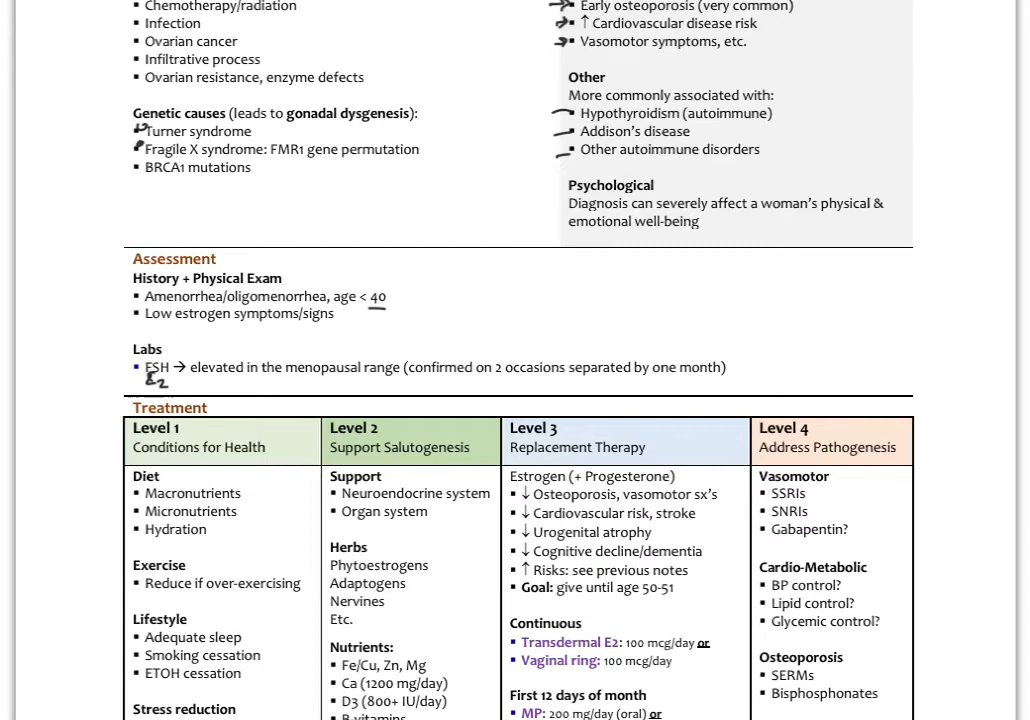 ▪ Chemotherapy/radiation
▪ Infection
▪ Ovarian cancer
▪ Infiltrative process
▪ Ovarian resistance, enzyme defects
Genetic causes (leads to gonadal dysgenesis):
Turner syndrome
▪ Fragile X syndrome: FMR1 gene permutation
▪ BRCA1 mutations
▪ Early osteoporosis (very common)
▪ ↑ Cardiovascular disease risk
▪ Vasomotor symptoms, etc.
Other
More commonly associated with:
▪ Hypothyroidism (autoimmune)
▪ Addison's disease
▪ Other autoimmune disorders
Psychological
Diagnosis can severely affect a woman's physical &
emotional well-being
Assessment
History + Physical Exam
▪ Amenorrhea/oligomenorrhea, age < 40
▪ Low estrogen symptoms/signs
Labs
▪ FSH → elevated in the menopausal range (confirmed on 2 occasions separated by one month)
E2
Treatment
Level 1
Conditions for Health
Diet
▪ Macronutrients
▪ Micronutrients
▪ Hydration
Exercise
▪ Reduce if over-exercising
Lifestyle
▪ Adequate sleep
▪ Smoking cessation
▪ ETOH cessation
Stress reduction
Level 2
Support Salutogenesis
Support
▪ Neuroendocrine system
▪ Organ system
Herbs
Phytoestrogens
Adaptogens
Nervines
Etc.
Nutrients:
▪ Fe/Cu, Zn, Mg
▪ Ca (1200 mg/day)
▪ D3 (800+ IU/day)
▪ B-vitamins
Level 3
Replacement Therapy
Estrogen (+ Progesterone)
▪ ↓ Osteoporosis, vasomotor sx's
▪ ↓ Cardiovascular risk, stroke
▪ ↓ Urogenital atrophy
▪ ↓ Cognitive decline/dementia
▪ ↑ Risks: see previous notes
▪ Goal: give until age 50-51
Continuous
▪ Transdermal E2: 100 mcg/day or
▪ Vaginal ring: 100 mcg/day
First 12 days of month
▪ MP: 200 mg/day (oral) or
Level 4
Address Pathogenesis
Vasomotor
▪ SSRIs
▪ SNRIs
▪ Gabapentin?
Cardio-Metabolic
▪ BP control?
▪ Lipid control?
▪ Glycemic control?
Osteoporosis
▪ SERMs
▪ Bisphosphonates